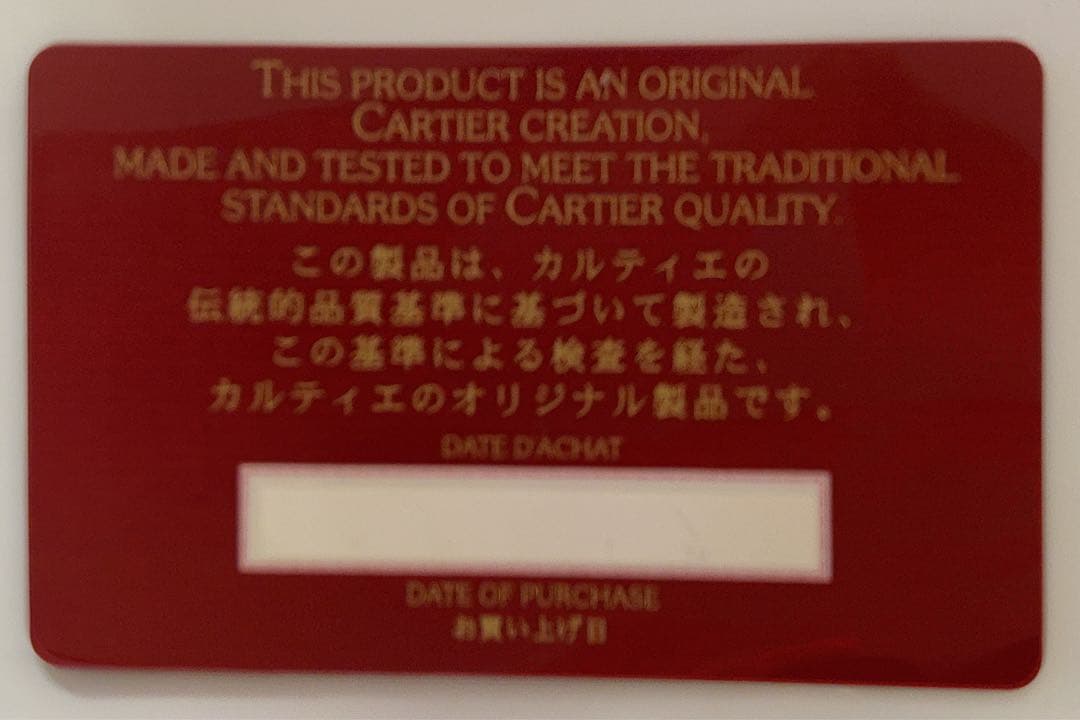 THIS PRODUCT IS AN ORIGINAL
CARTIER CREATION,
MADE AND TESTED TO MEET THE TRADITIONAL
STANDARDS OF CARTIER QUALITY.
この製品は、カルティエの
伝統的品質基準に基づいて製造され、
この基準による検査を経た、
カルティエのオリジナル製品です。
DATE D'ACHAT
DATE OF PURCHASE
お買い上げ日